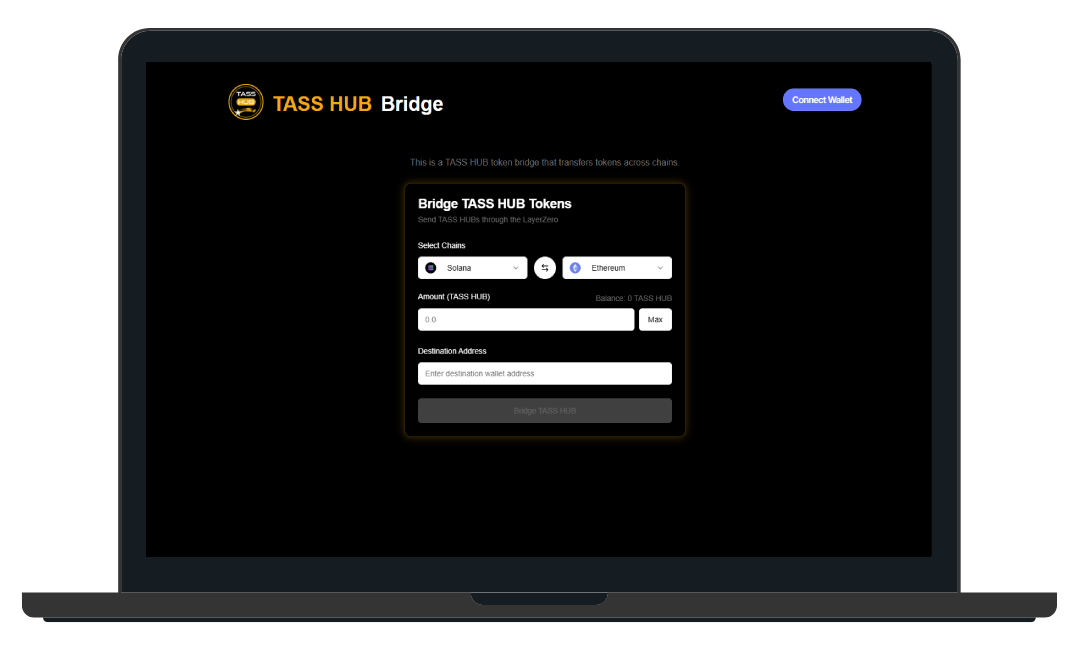 TASS
HUB
TASS HUB Bridge
Connect Wallet
This is a TASS HUB token bridge that transfers tokens across chains.
Bridge TASS HUB Tokens
Send TASS HUBs through the LayerZero
Select Chains
Solana
Ethereum
Amount (TASS HUB)
Balance: 0 TASS HUB
0.0
Max
Destination Address
Enter destination wallet address
Bridge TASS HUB